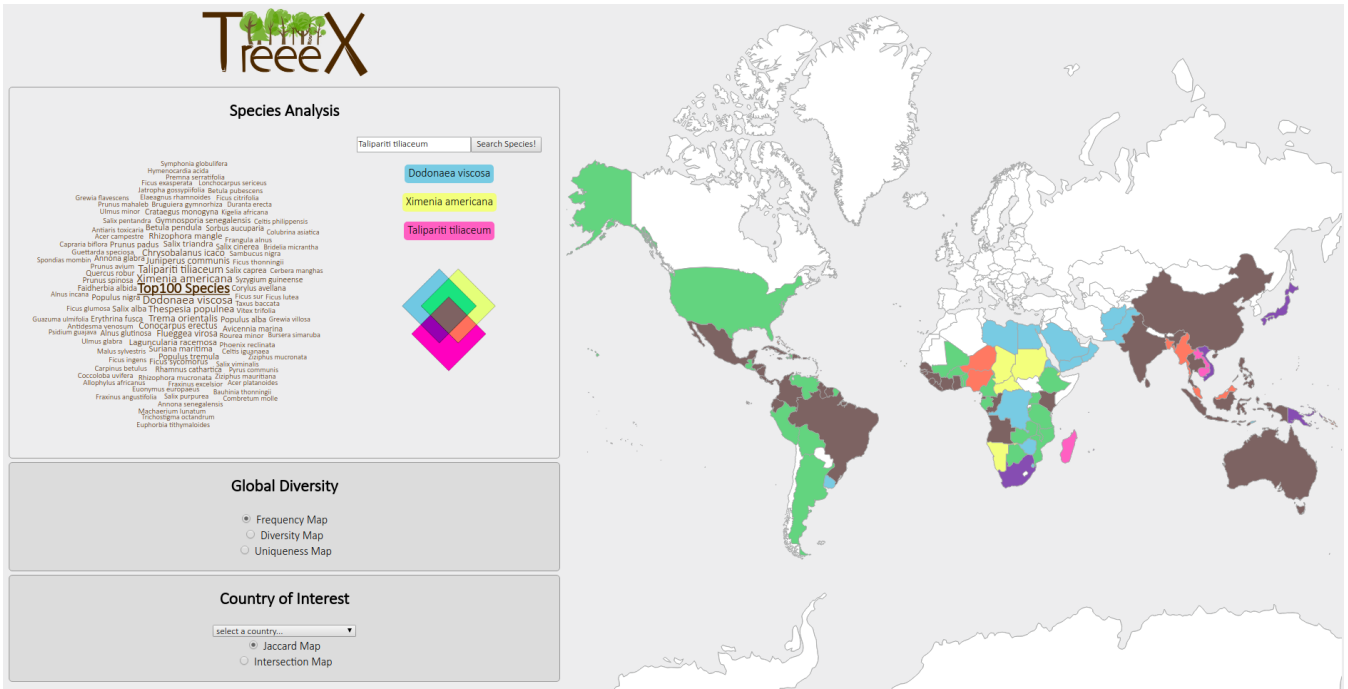 TreeeX
Species Analysis
Talipariti tiliaceum Search Species!
Dodonaea viscosa
Ximenia americana
Talipariti tiliaceum
Symphonia globulifera
Hymenocardia acida
Premna serratifolia
Ficus exasperata Lonchocarpus sericeus
Jatropha gossypiifolia Betula pubescens
Grewia flavescens Elaeagnus rhamnoides Ficus citrifolia
Prunus mahaleb Bruguiera gymnorhiza Duranta erecta
Ulmus minor Crataegus monogyna Kigelia africana
Salix pentandra Gymnosporia senegalensis Celtis philippensis
Antiaris toxicaria Betula pendula Sorbus aucuparia Colubrina asiatica
Acer campestre Rhizophora mangle Frangula alnus
Capraria biflora Prunus padus Salix triandra Salix cinerea Bridelia micrantha
Guettarda speciosa Chrysobalanus icaco Sambucus nigra
Spondias mombin Annona glabra Juniperus communis Ficus thonningii
Prunus avium Talipariti tiliaceum Salix caprea Cerbera manghas
Quercus robur Ximenia americana Syzygium guineense
Prunus spinosa
Faidherbia albida Top100 Species Corylus avellana
Alnus incana Populus nigra Dodonaea viscosa Ficus sur Ficus lutea
Taxus baccata
Ficus glumosa Salix alba Thespesia populnea Vitex trifolia
Guazuma ulmifolia Erythrina fusca Trema orientalis Populus alba Grewia villosa
Antidesma venosum Conocarpus erectus Avicennia marina
Psidium guajava Alnus glutinosa Flueggea virosa Rourea minor Bursera simaruba
Ulmus glabra Laguncularia racemosa Phoenix reclinata
Malus sylvestris Suriana maritima Celtis iguanaea
Populus tremula Ziziphus mucronata
Ficus ingens Ficus sycomorus Salix viminalis
Carpinus betulus Rhamnus cathartica Pyrus communis
Coccoloba uvifera Rhizophora mucronata Ziziphus mauritiana
Allophylus africanus Fraxinus excelsior Acer platanoides
Euonymus europaeus Bauhinia thonningii
Fraxinus angustifolia Salix purpurea Combretum molle
Annona senegalensis
Machaerium lunatum
Trichostigma octandrum
Euphorbia tithymaloides
Global Diversity
Frequency Map
Diversity Map
Uniqueness Map
Country of Interest
select a country...
Jaccard Map
Intersection Map